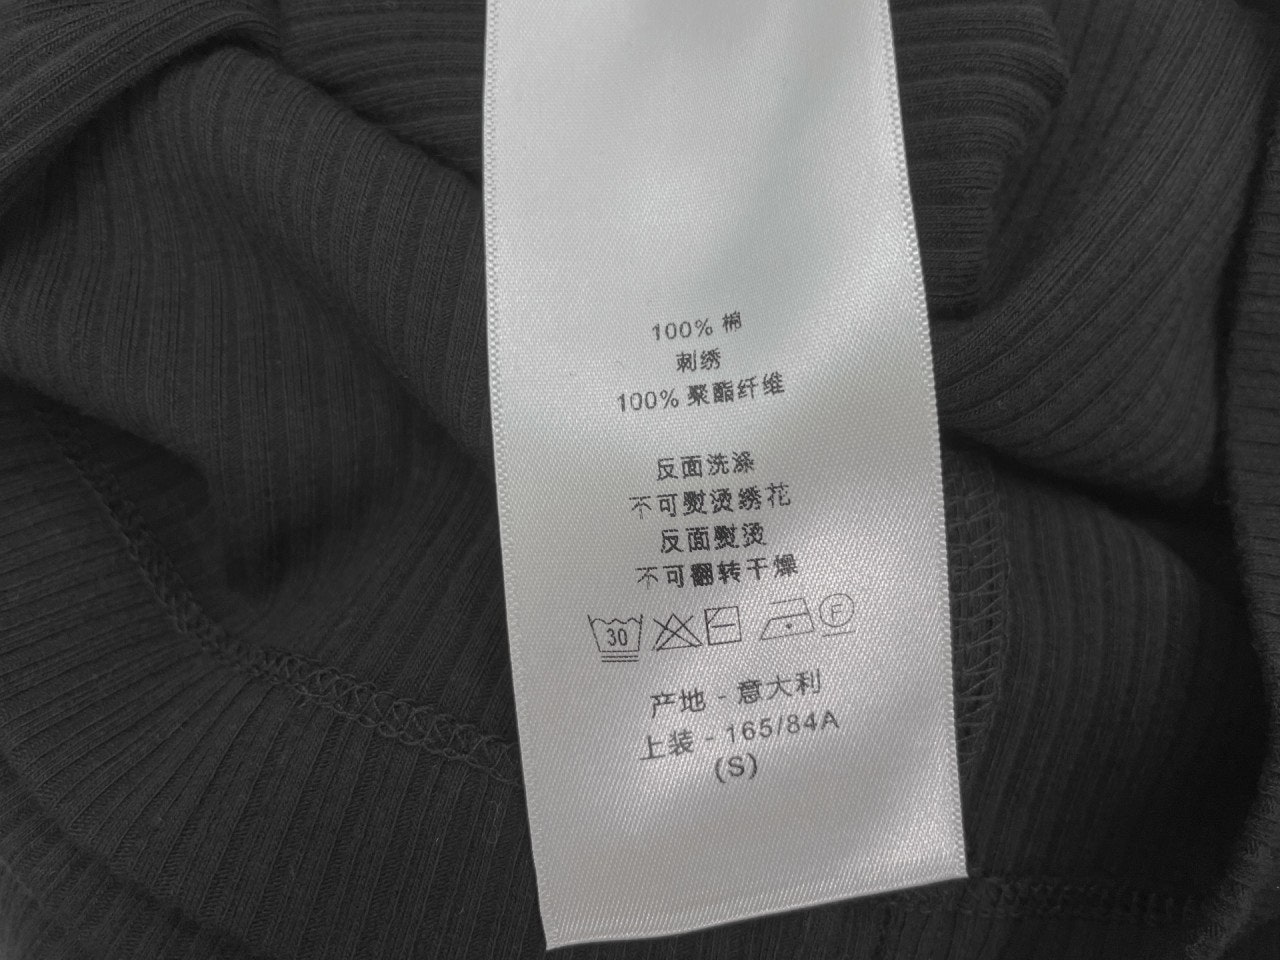 100% 棉
刺绣
100% 聚酯纤维
反面洗涤
不可熨烫绣花
反面熨烫
不可翻转干燥
30 F
产地 - 意大利
上装 - 165/84A
(S)